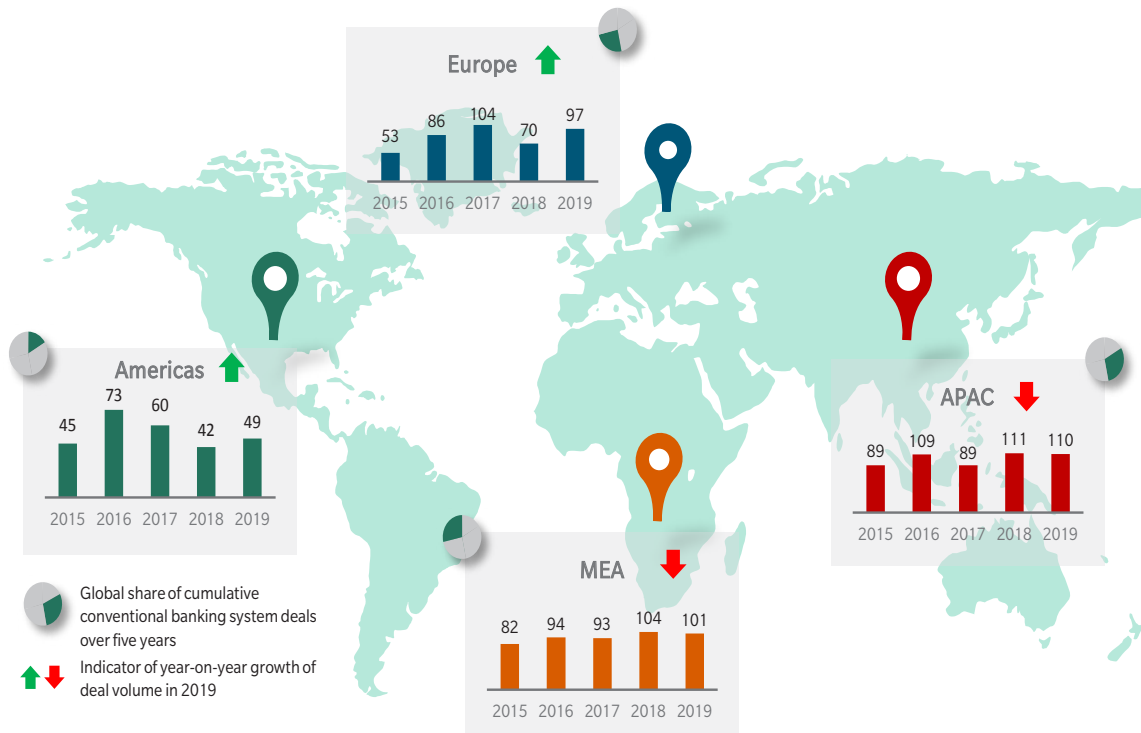 Europe
53 86 104 70 97
2015 2016 2017 2018 2019
Americas
45 73 60 42 49
2015 2016 2017 2018 2019
APAC
89 109 89 111 110
2015 2016 2017 2018 2019
MEA
82 94 93 104 101
2015 2016 2017 2018 2019
Global share of cumulative
conventional banking system deals
over five years
Indicator of year-on-year growth of
deal volume in 2019